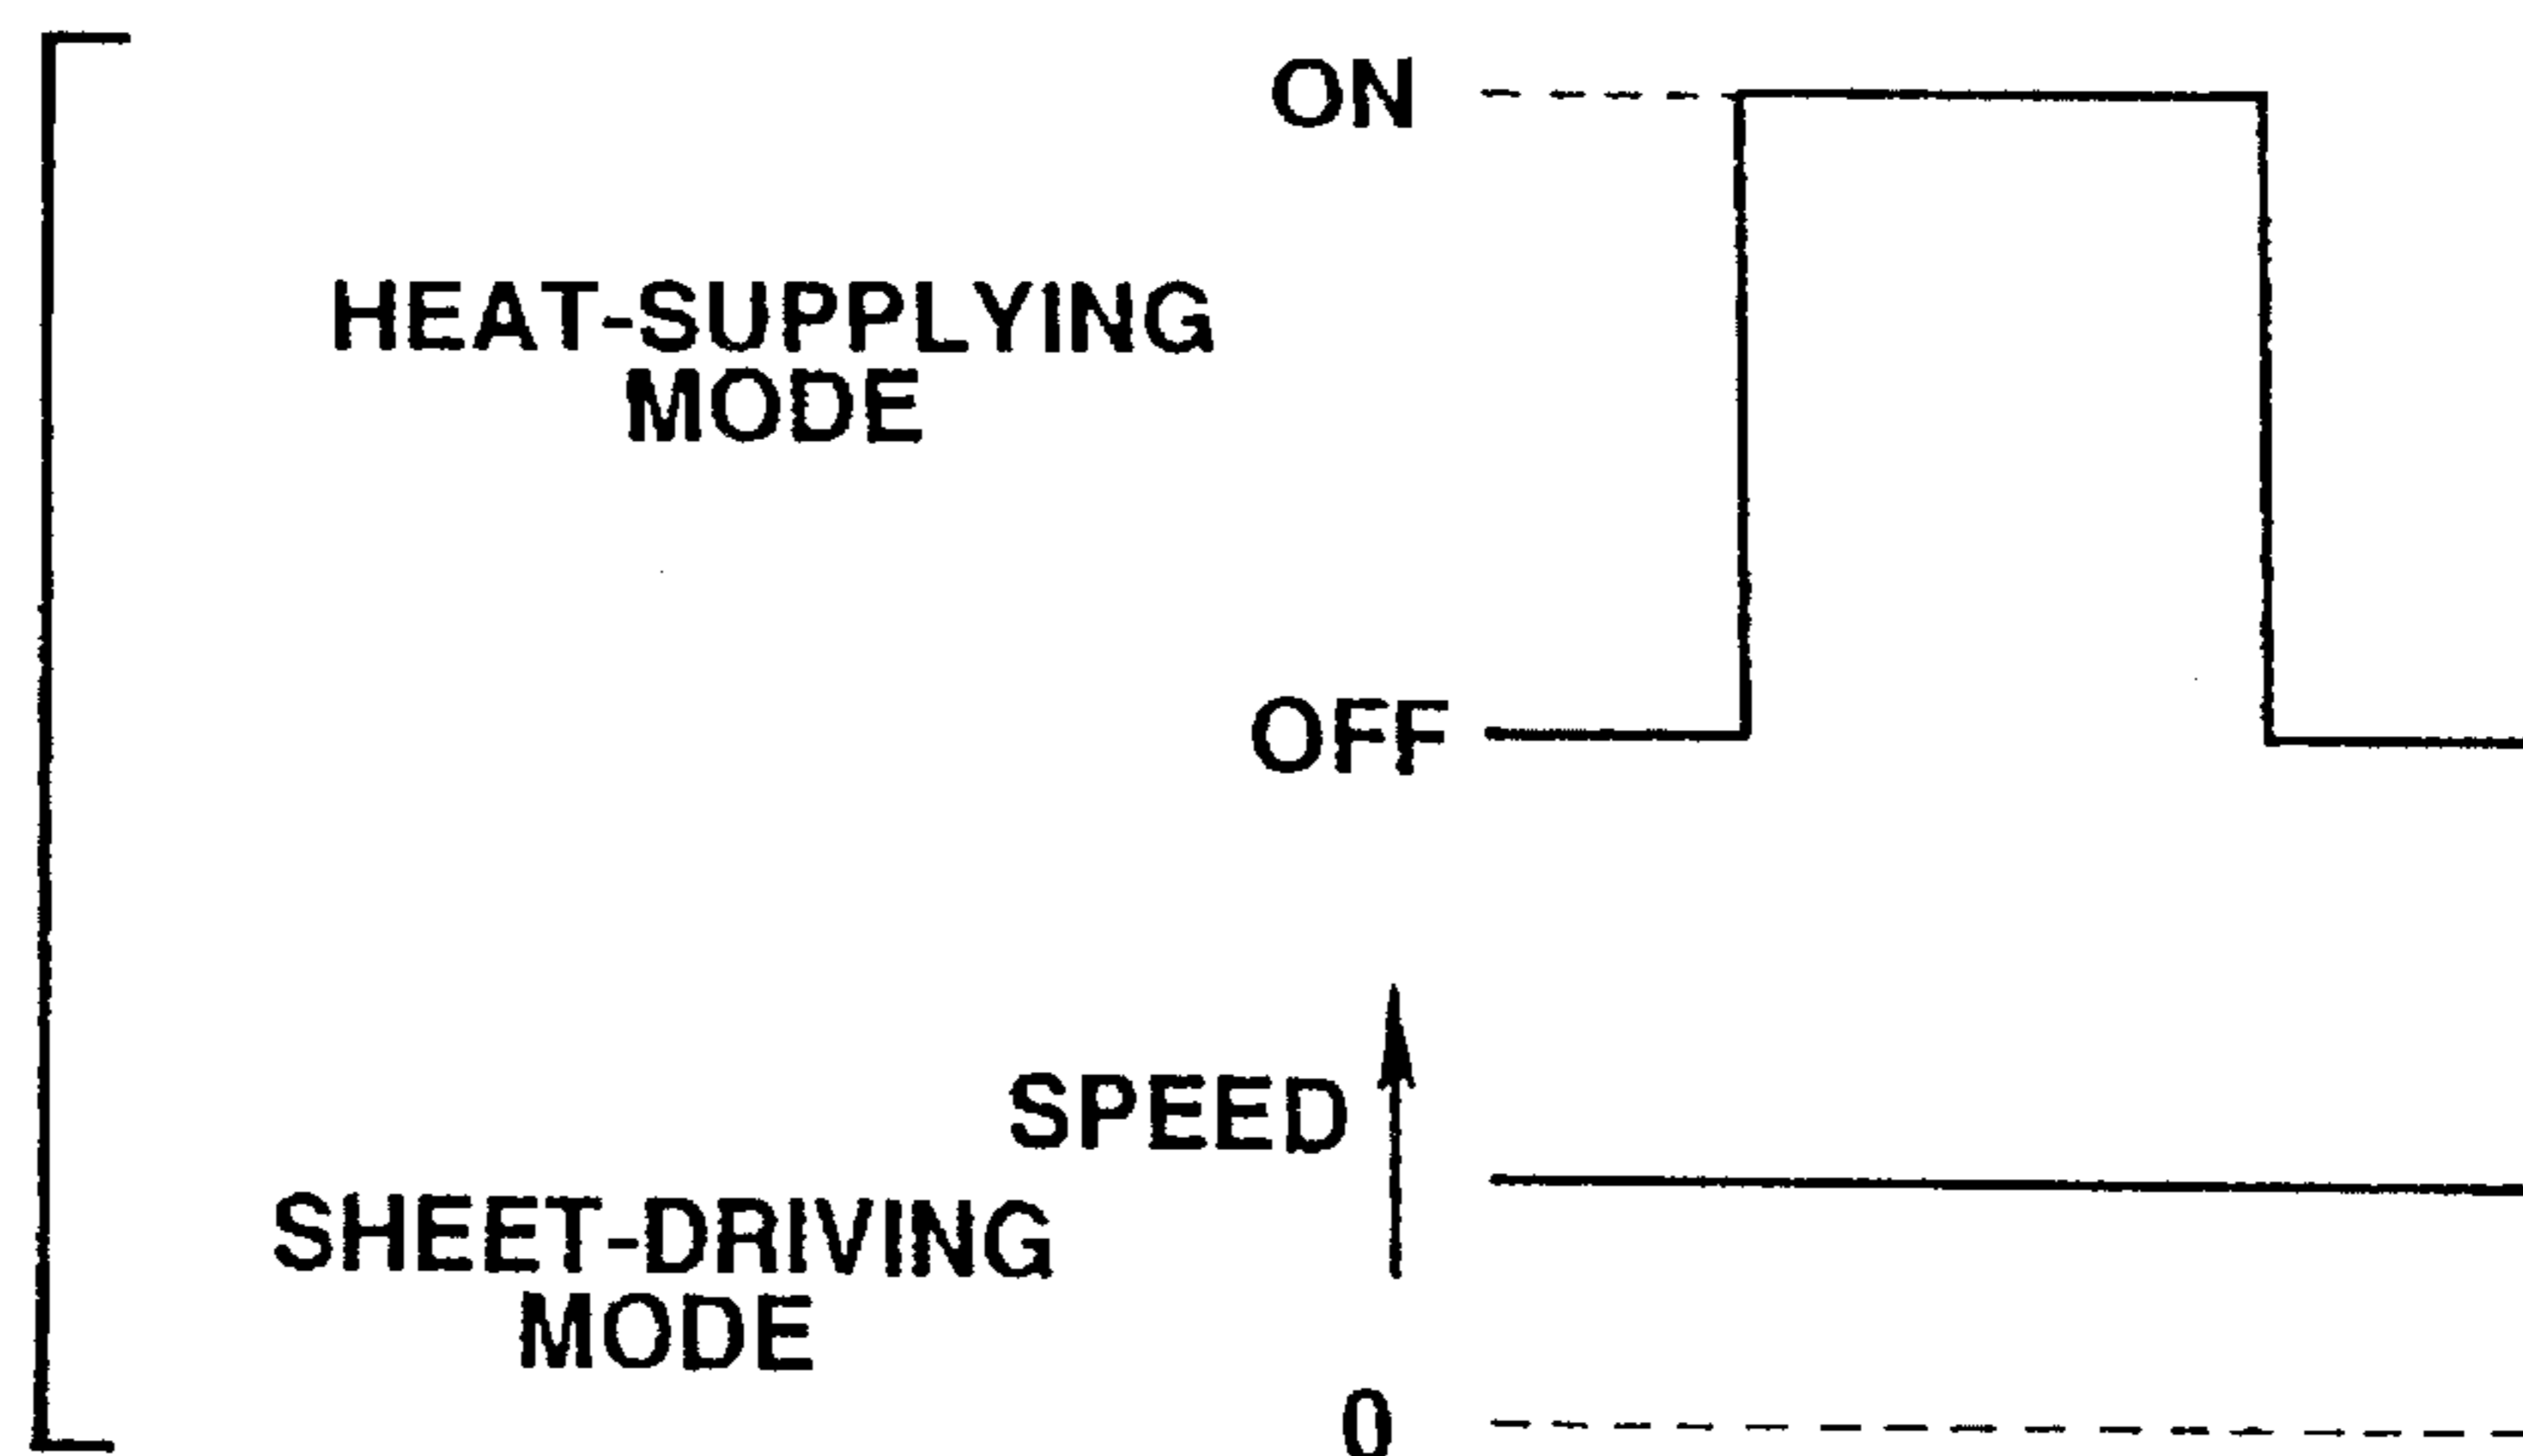 ON
HEAT-SUPPLYING
MODE
OFF
SPEED
SHEET-DRIVING
MODE
0